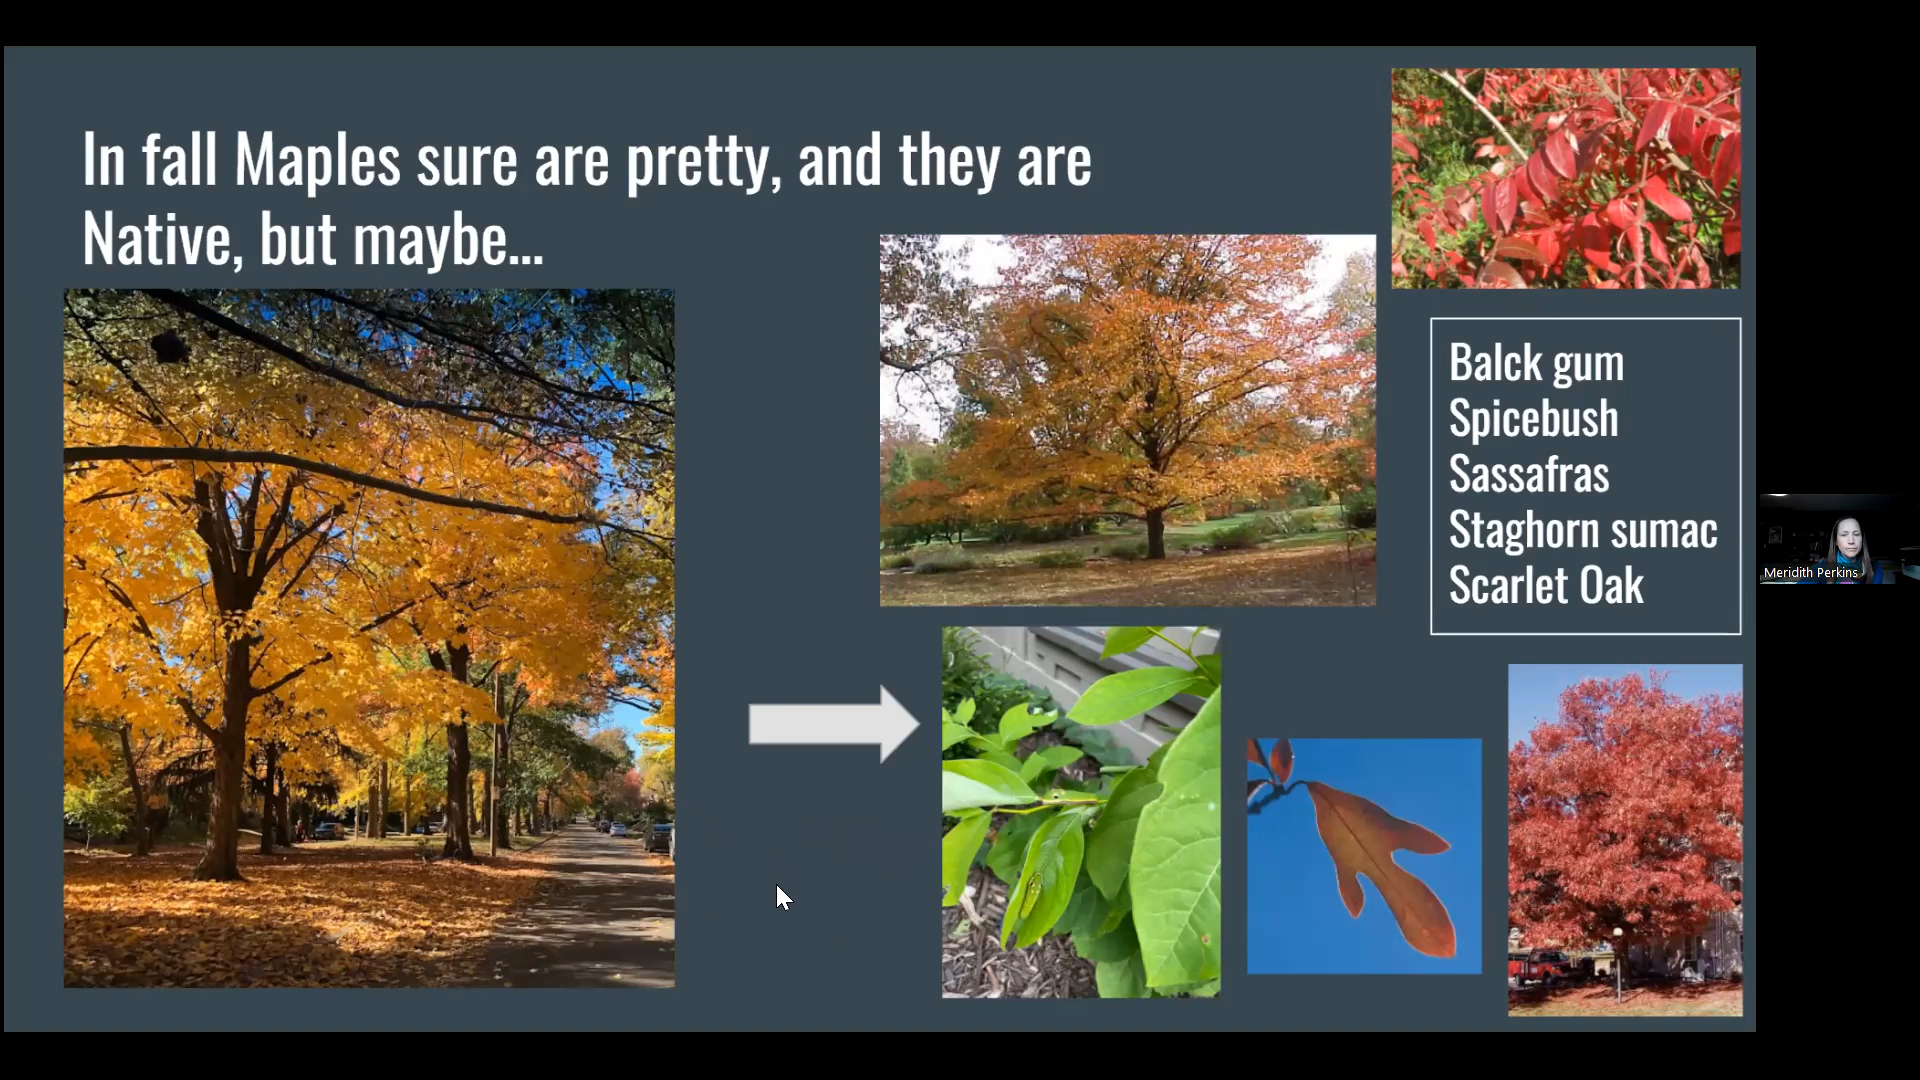 In fall Maples sure are pretty, and they are
Native, but maybe...
Balck gum
Spicebush
Sassafras
Staghorn sumac
Scarlet Oak
Meridith Perkins